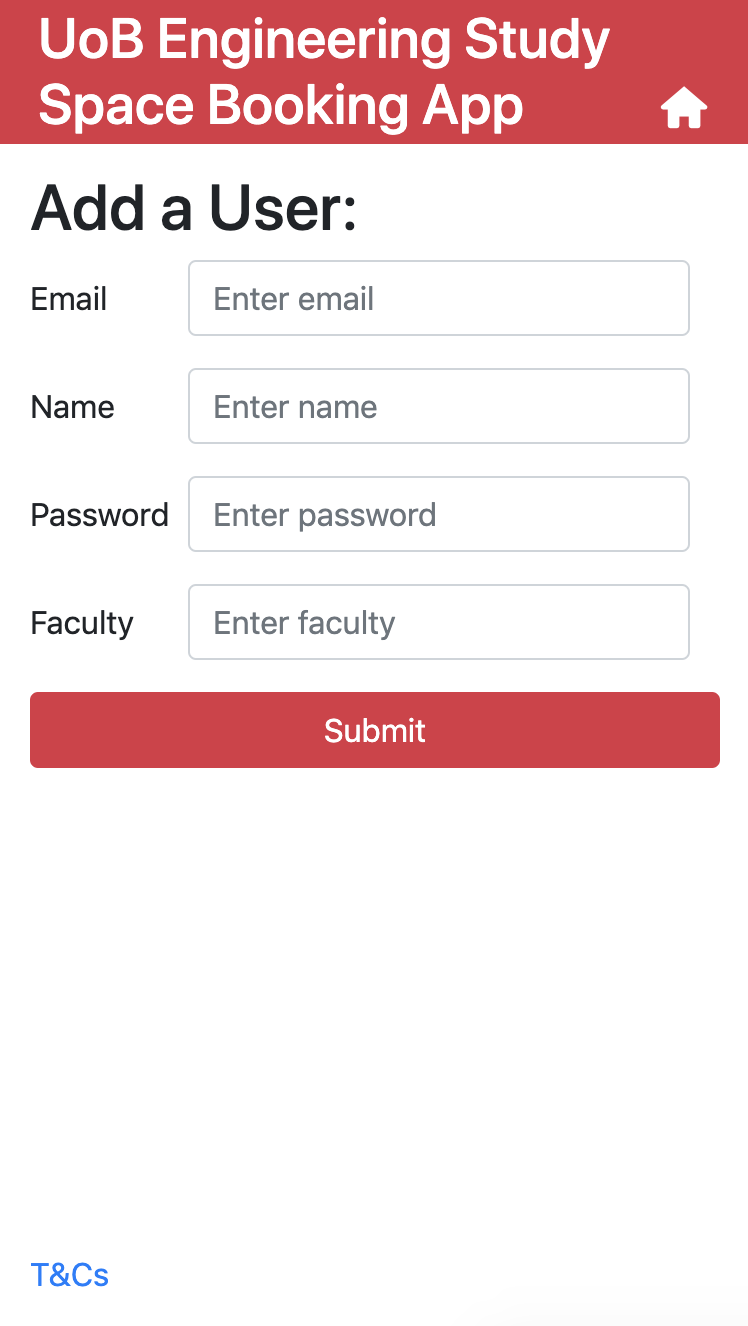 UoB Engineering Study
Space Booking App
Add a User:
Email
Enter email
Name
Enter name
Password
Enter password
Faculty
Enter faculty
Submit
T&Cs